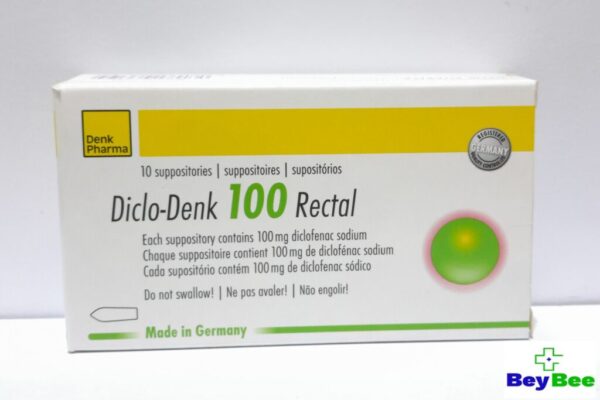 Denk
Pharma
REGISTERED
GERMANY
QUALITY CONTROLLED
10 suppositories | suppositoires | supositórios
Diclo-Denk 100 Rectal
Each suppository contains 100 mg diclofenac sodium
Chaque suppositoire contient 100 mg de diclofénac sodium
Cada supositório contém 100 mg de diclofenac sódico
Do not swallow! | Ne pas avaler! | Não engolir!
Made in Germany
BeyBee